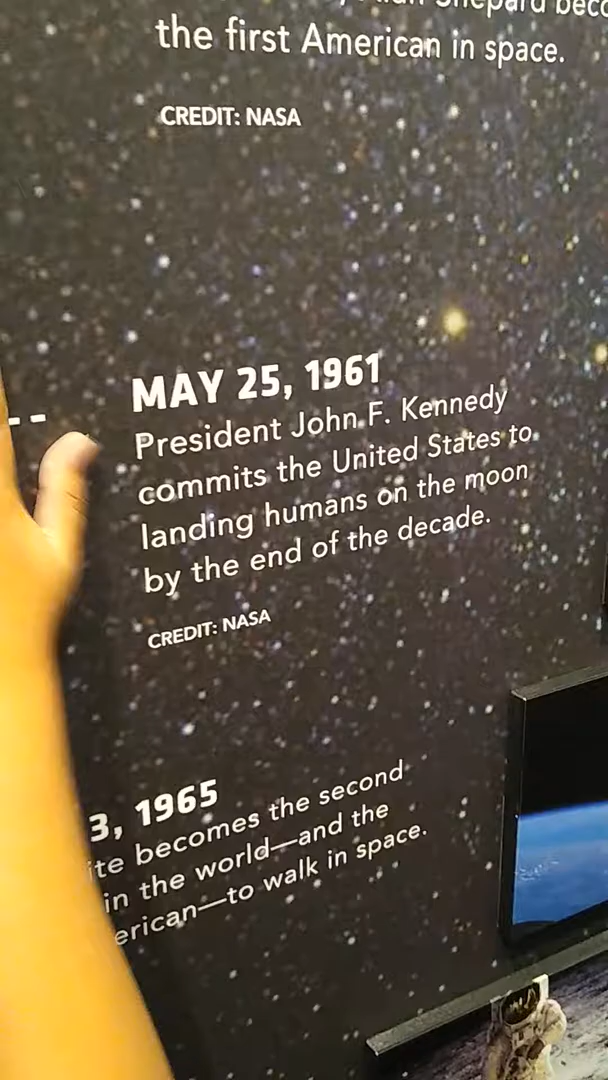 Shepard
the first American in space.
CREDIT: NASA
MAY 25, 1961
President John F. Kennedy
commits the United States to
landing humans on the moon
by the end of the decade.
CREDIT: NASA
3, 1965
becomes the second
in the world—and the
to walk in space.